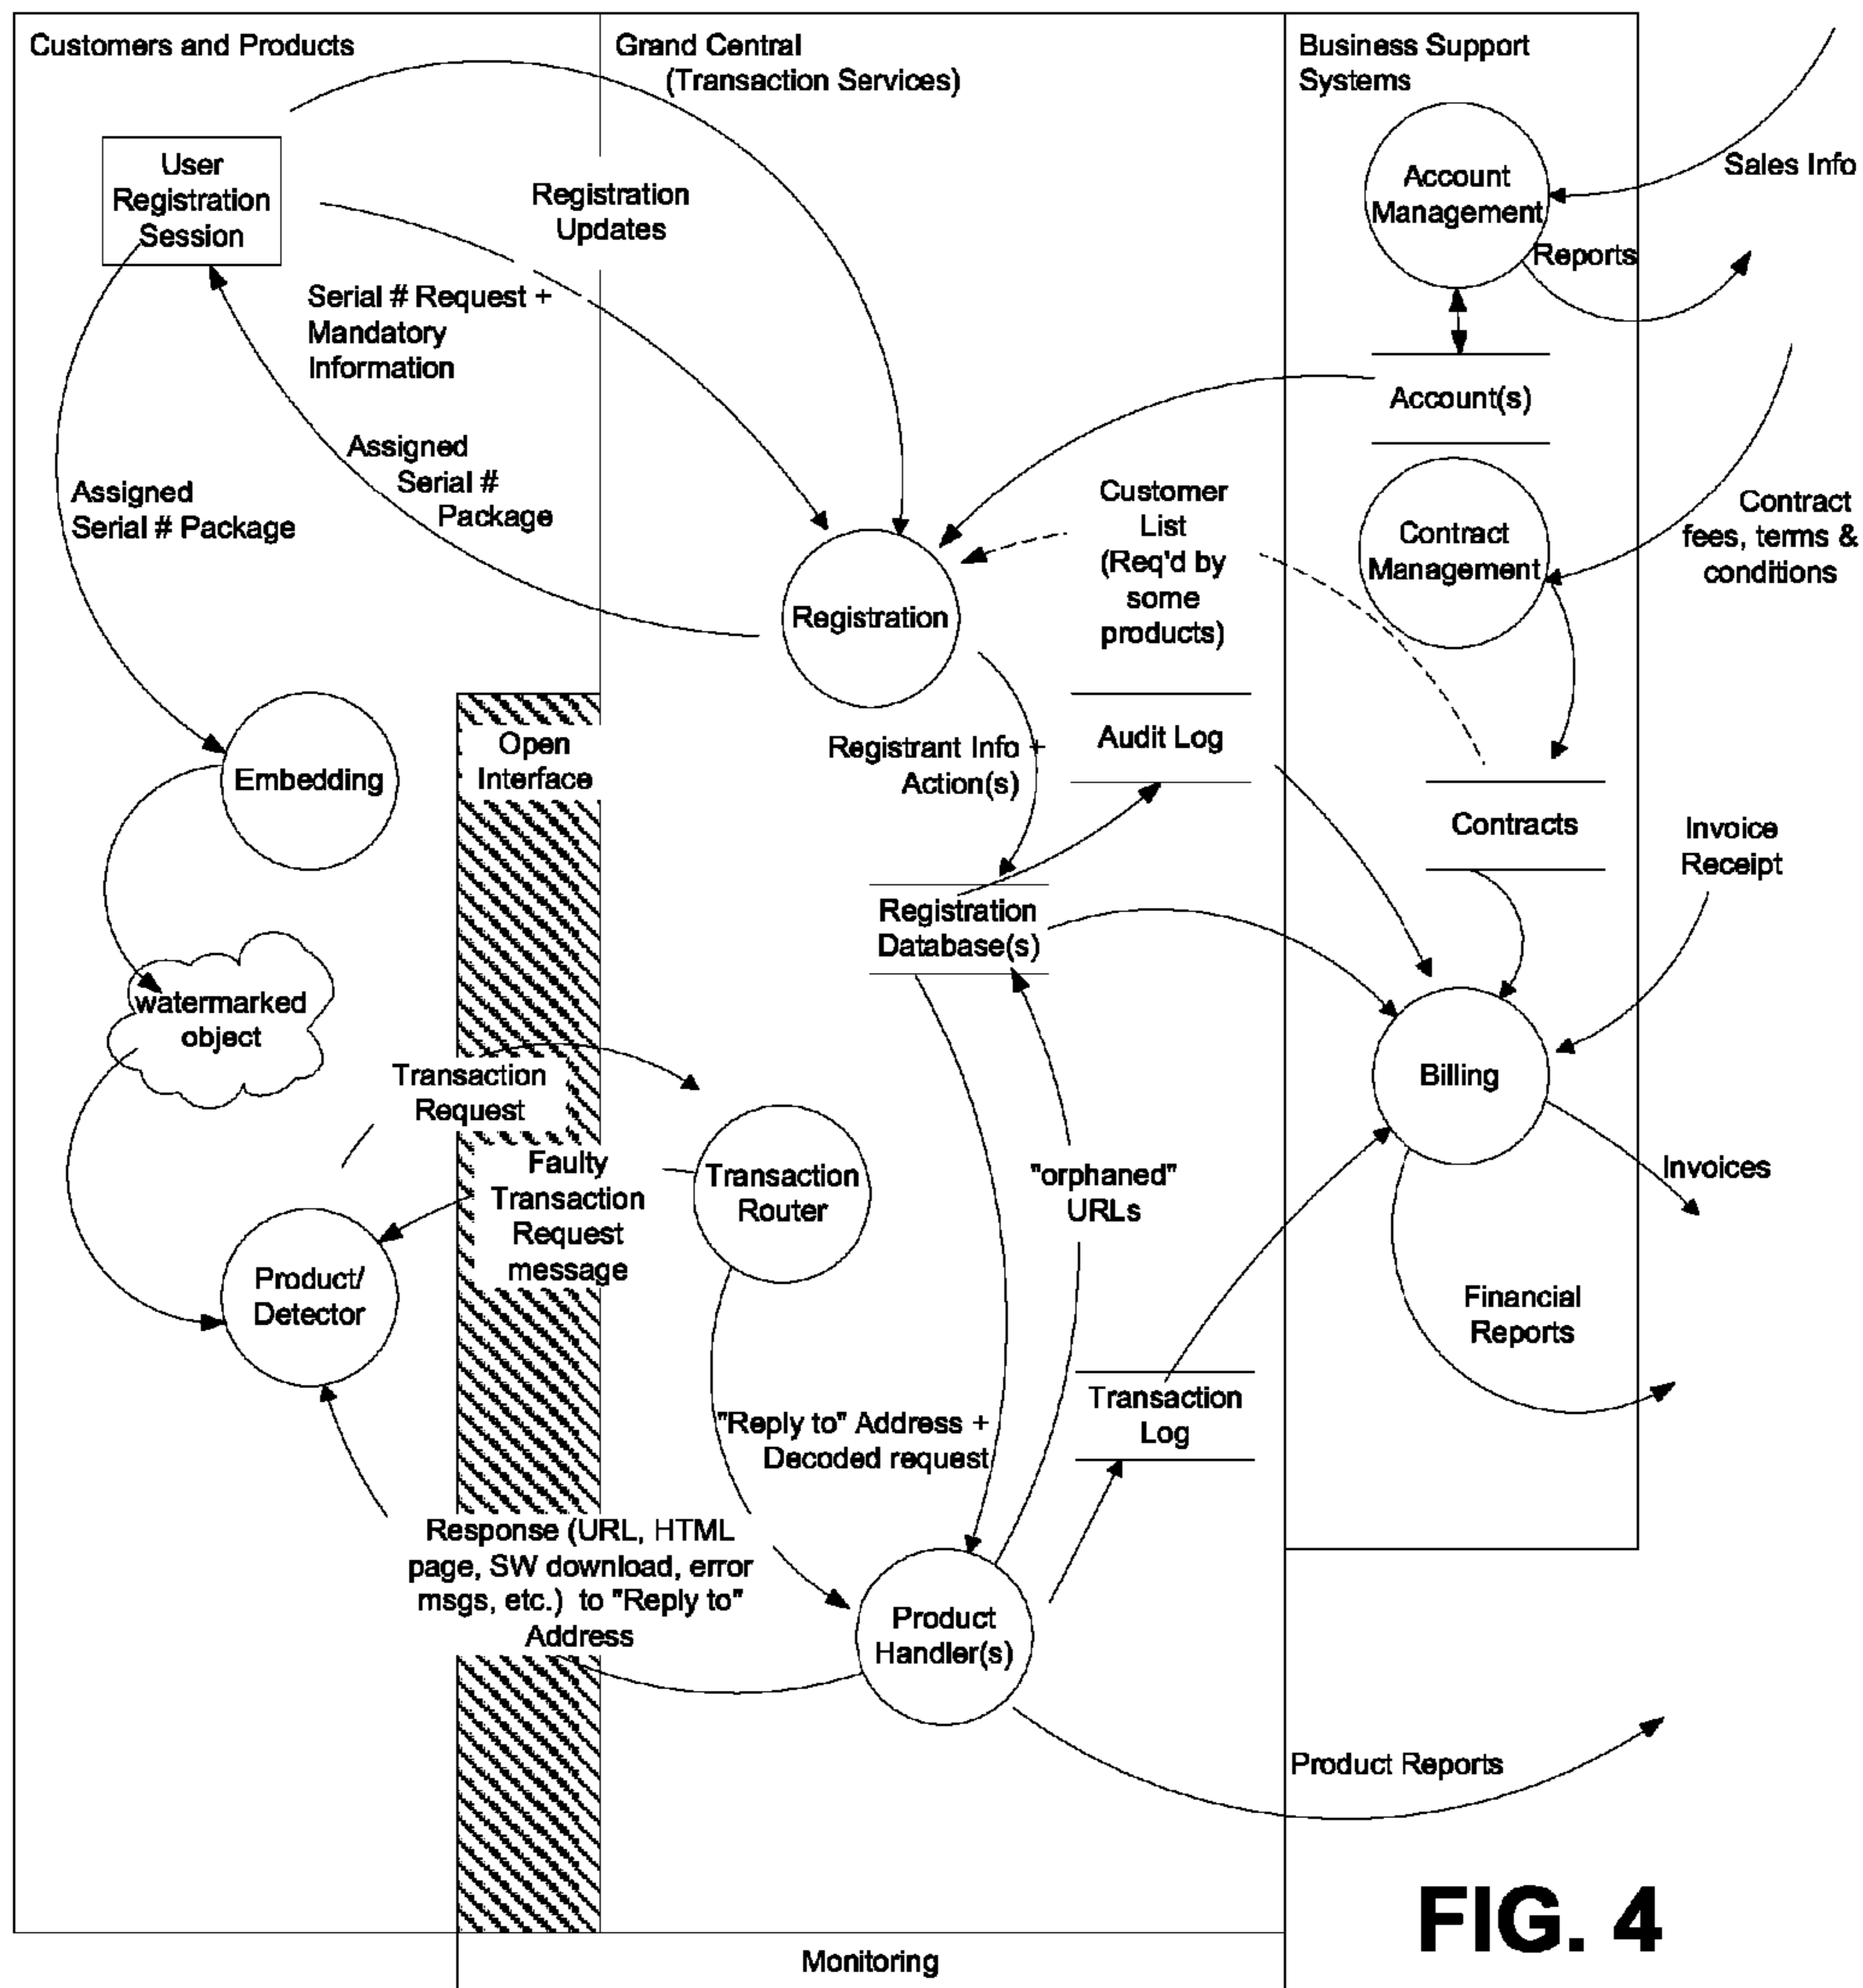 Customers and Products
Grand Central
(Transaction Services)
Business Support
Systems
User
Registration
Session
Registration
Updates
Account
Management
Sales Info
Reports
Serial # Request +
Mandatory
Information
Account(s)
Assigned
Serial #
Package
Assigned
Serial # Package
Customer
List
(Req'd by
some
products)
Contract
Management
Contract
fees, terms &
conditions
Registration
Open
Interface
Embedding
Registrant Info +
Action(s)
Audit Log
Contracts
Invoice
Receipt
Registration
Database(s)
watermarked
object
Transaction
Request
Billing
Faulty
Transaction
Request
message
Transaction
Router
"orphaned"
URLs
Invoices
Product/
Detector
Financial
Reports
"Reply to" Address +
Decoded request
Transaction
Log
Response (URL, HTML
page, SW download, error
msgs, etc.) to "Reply to"
Address
Product
Handler(s)
Product Reports
FIG. 4
Monitoring